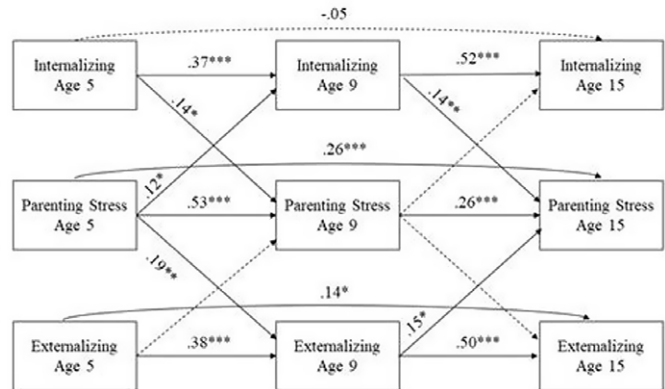 -.05
Internalizing
Age 5
.37***
Internalizing
Age 9
.52***
Internalizing
Age 15
.14*
.14**
.26***
.12*
Parenting Stress
Age 5
.53***
Parenting Stress
Age 9
.26***
Parenting Stress
Age 15
.19**
.14*
.15*
Externalizing
Age 5
.38***
Externalizing
Age 9
.50***
Externalizing
Age 15